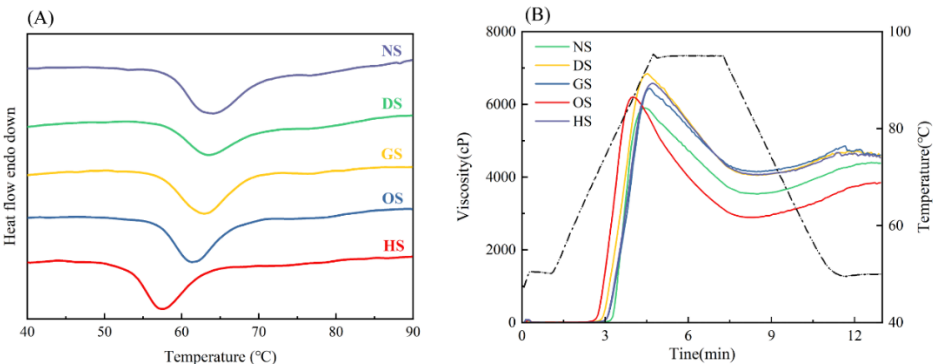 (A)
NS
DS
GS
OS
HS
Heat flow endo down
40 50 60 70 80 90
Temperature (℃)
(B)
8000
6000
4000
2000
0
Viscosity(cP)
NS
DS
GS
OS
HS
100
80
60
40
Temperature(℃)
0 3 6 9 12
Tine(min)